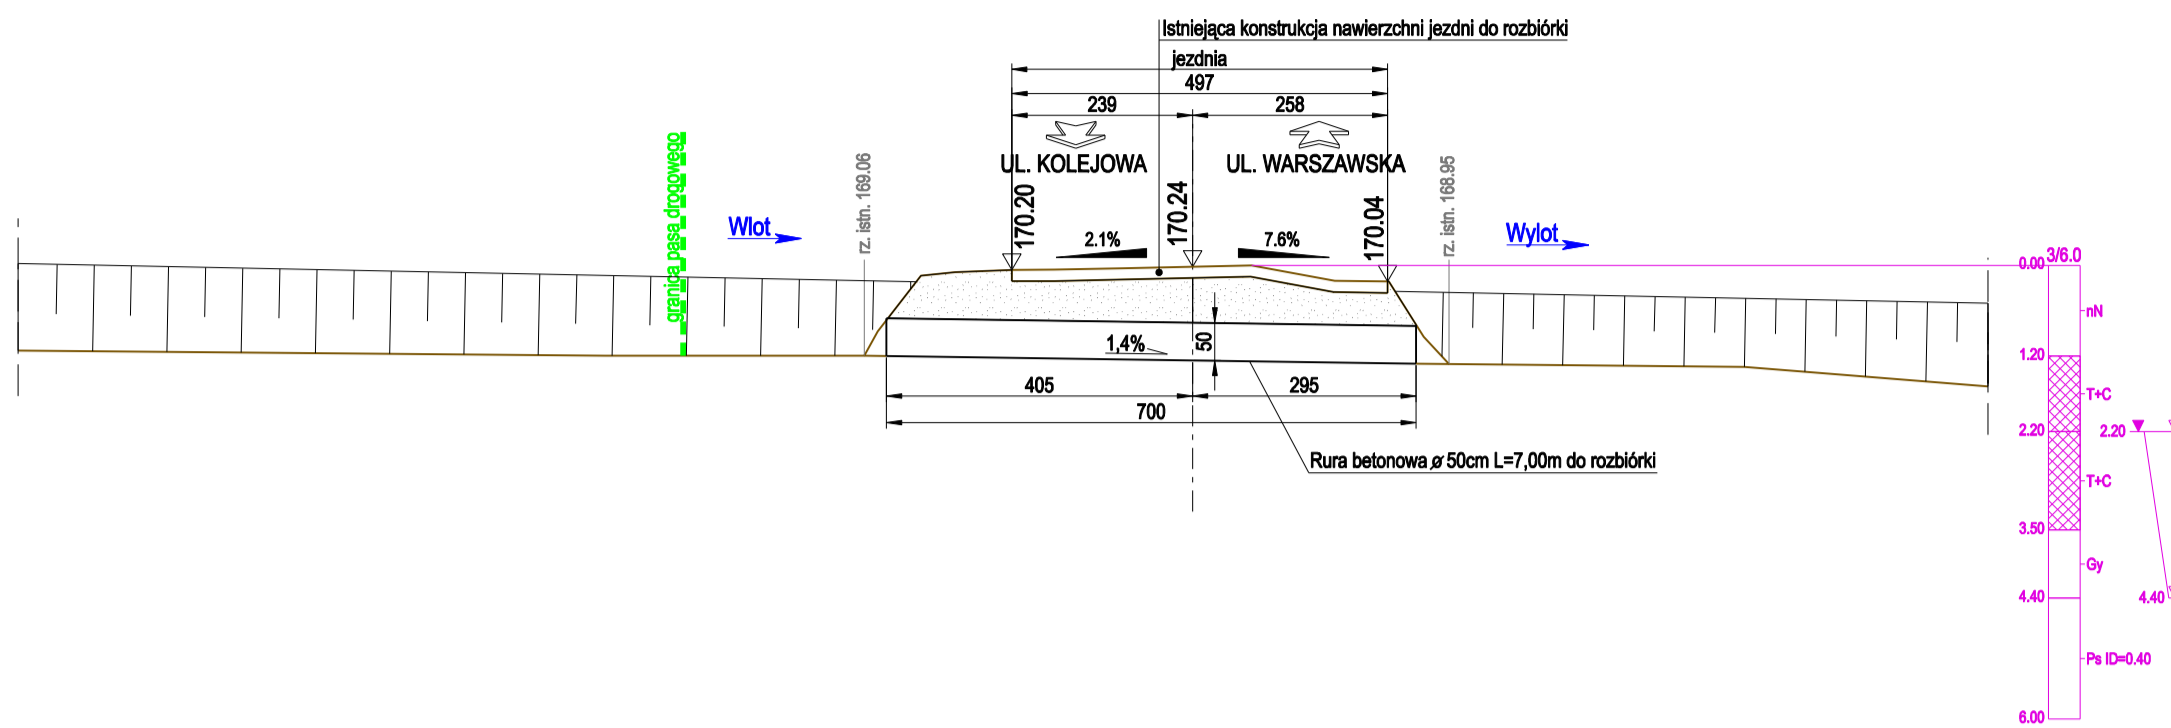 Istniejąca konstrukcja nawierzchni jezdni do rozbiórki
jezdnia
497
239
258
UL. KOLEJOWA
UL. WARSZAWSKA
granica pasa drogowego
rz. istn. 169.06
rz. istn. 168.95
170.20
170.24
170.04
Wlot
2.1%
7.6%
Wylot
1,4%
50
405
295
700
Rura betonowa ø 50cm L=7,00m do rozbiórki
0.00
3/6.0
nN
1.20
T+C
2.20
2.20
T+C
3.50
Gy
4.40
4.40
Ps ID=0.40
6.00